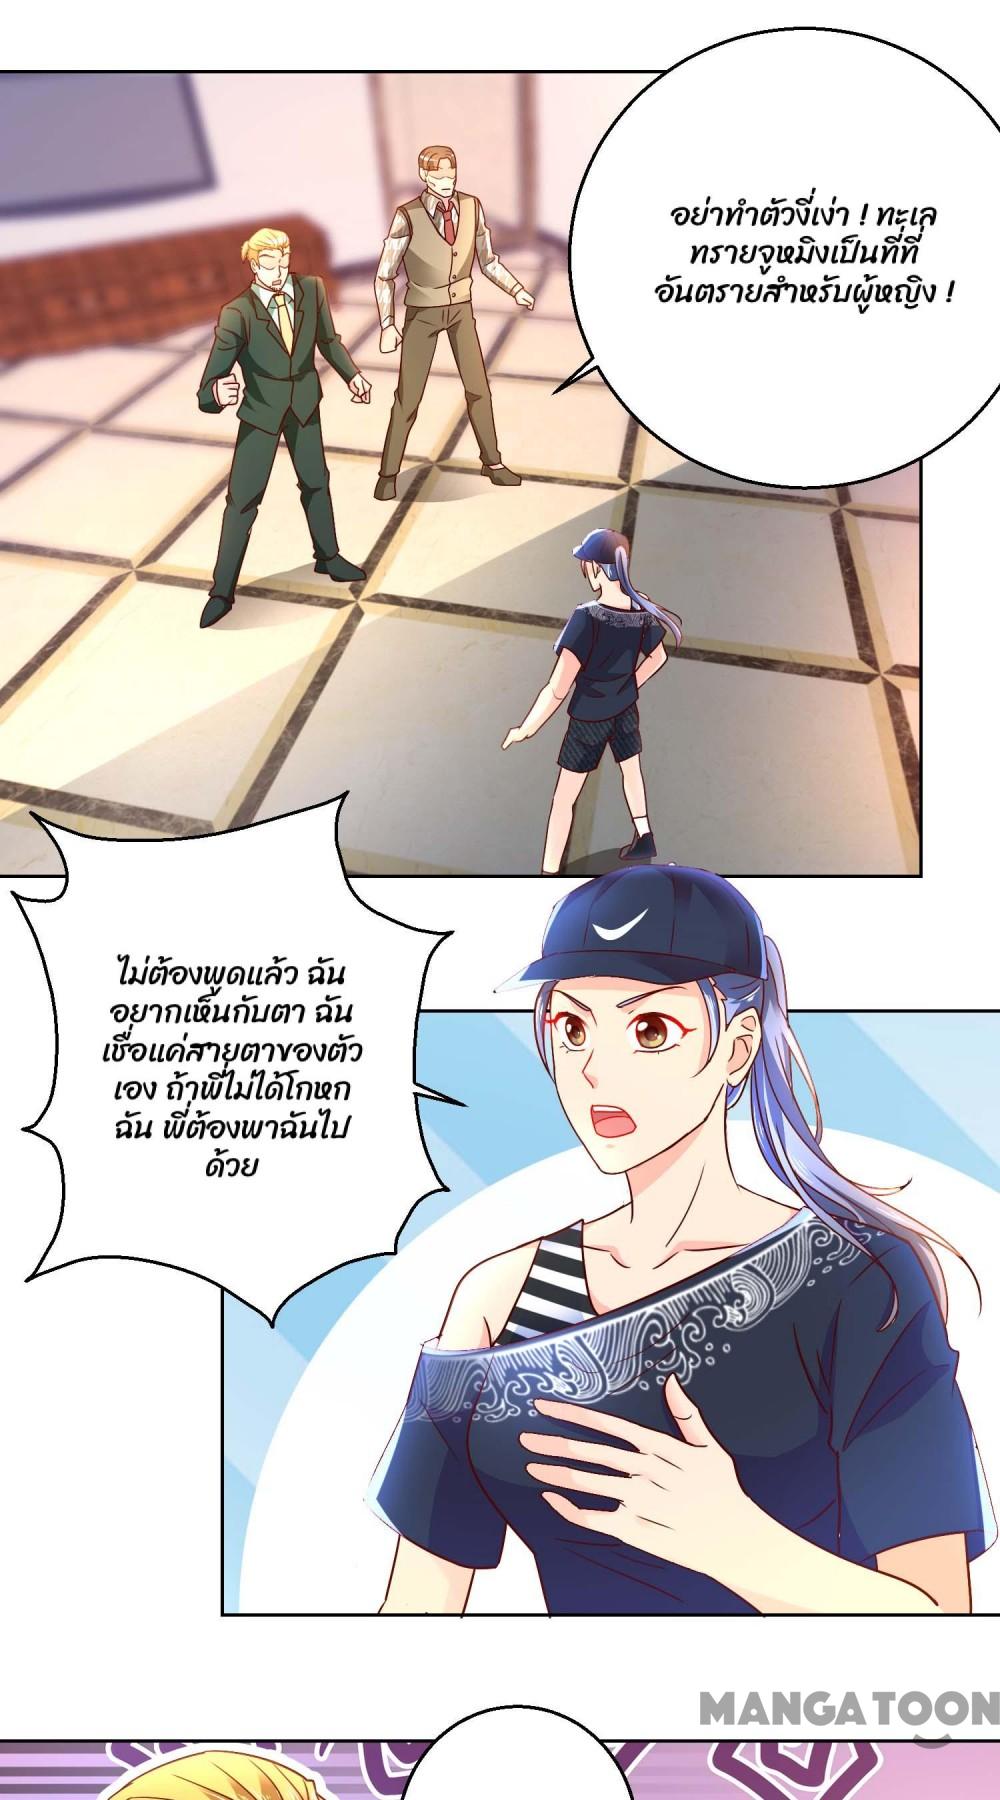 อย่าทำตัวงี่เง่า ! ทะเล
ทรายจูหมิงเป็นที่ที่
อันตรายสำหรับผู้หญิง !
ไม่ต้องพูดแล้ว ฉัน
อยากเห็นกับตา ฉัน
เชื่อแค่สายตาของตัว
เอง ถ้าพี่ไม่ได้โกหก
ฉัน พี่ต้องพาฉันไป
ด้วย
MANGATOON